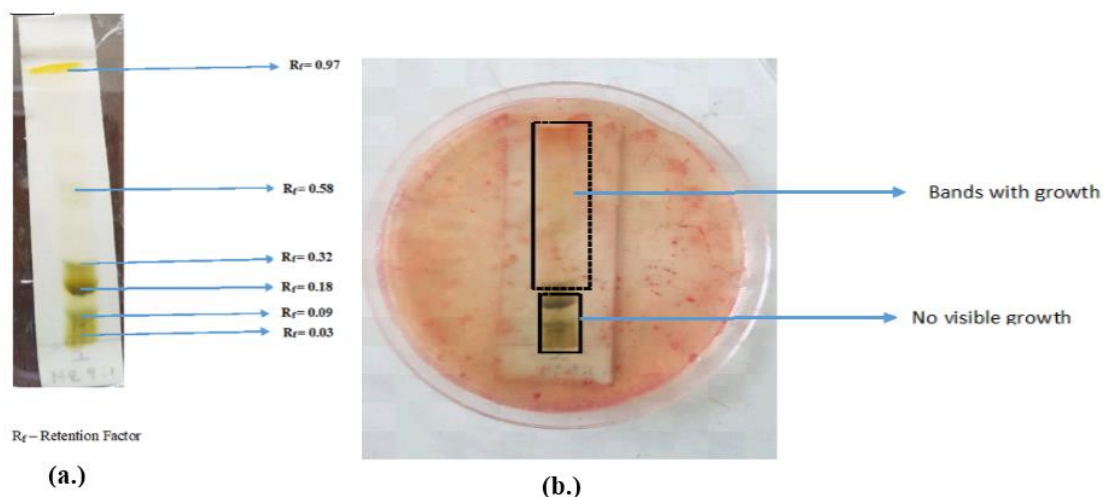 Rf= 0.97
Rf= 0.58
Rf= 0.32
Rf= 0.18
Rf= 0.09
Rf= 0.03
2
Rf – Retention Factor
(a.)
Bands with growth
No visible growth
(b.)